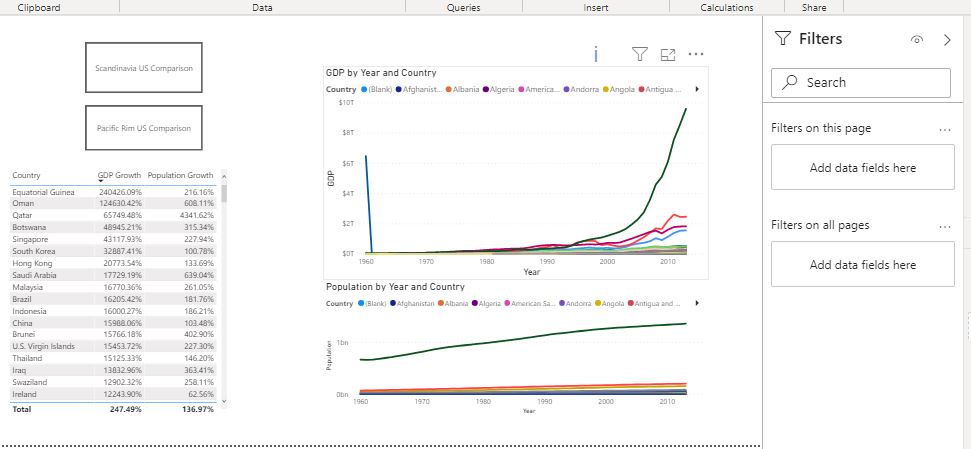 Clipboard Data Queries Insert Calculations Share
Scandinavia US Comparison
Pacific Rim US Comparison
Country GDP Growth Population Growth
Equatorial Guinea 240426.09% 216.16%
Oman 124630.42% 608.11%
Qatar 65749.48% 4341.62%
Botswana 48945.21% 315.34%
Singapore 43117.93% 227.94%
South Korea 32887.41% 100.78%
Hong Kong 20773.54% 133.69%
Saudi Arabia 17729.19% 639.04%
Malaysia 16770.36% 261.05%
Brazil 16205.42% 181.76%
Indonesia 16000.27% 186.21%
China 15988.06% 103.48%
Brunei 15766.18% 402.90%
U.S. Virgin Islands 15453.72% 227.30%
Thailand 15125.33% 146.20%
Iraq 13832.96% 363.41%
Swaziland 12902.32% 258.11%
Ireland 12243.90% 62.56%
Total 247.49% 136.97%
GDP by Year and Country
Country (Blank) Afghanist... Albania Algeria America... Andorra Angola Antigua ...
$10T
$8T
$6T
$4T
$2T
$0T
GDP
1960 1970 1980 1990 2000 2010
Year
Population by Year and Country
Country (Blank) Afghanistan Albania Algeria American Sa... Andorra Angola Antigua and ...
1bn
0bn
Population
1960 1970 1980 1990 2000 2010
Year
Filters
Search
Filters on this page
Add data fields here
Filters on all pages
Add data fields here